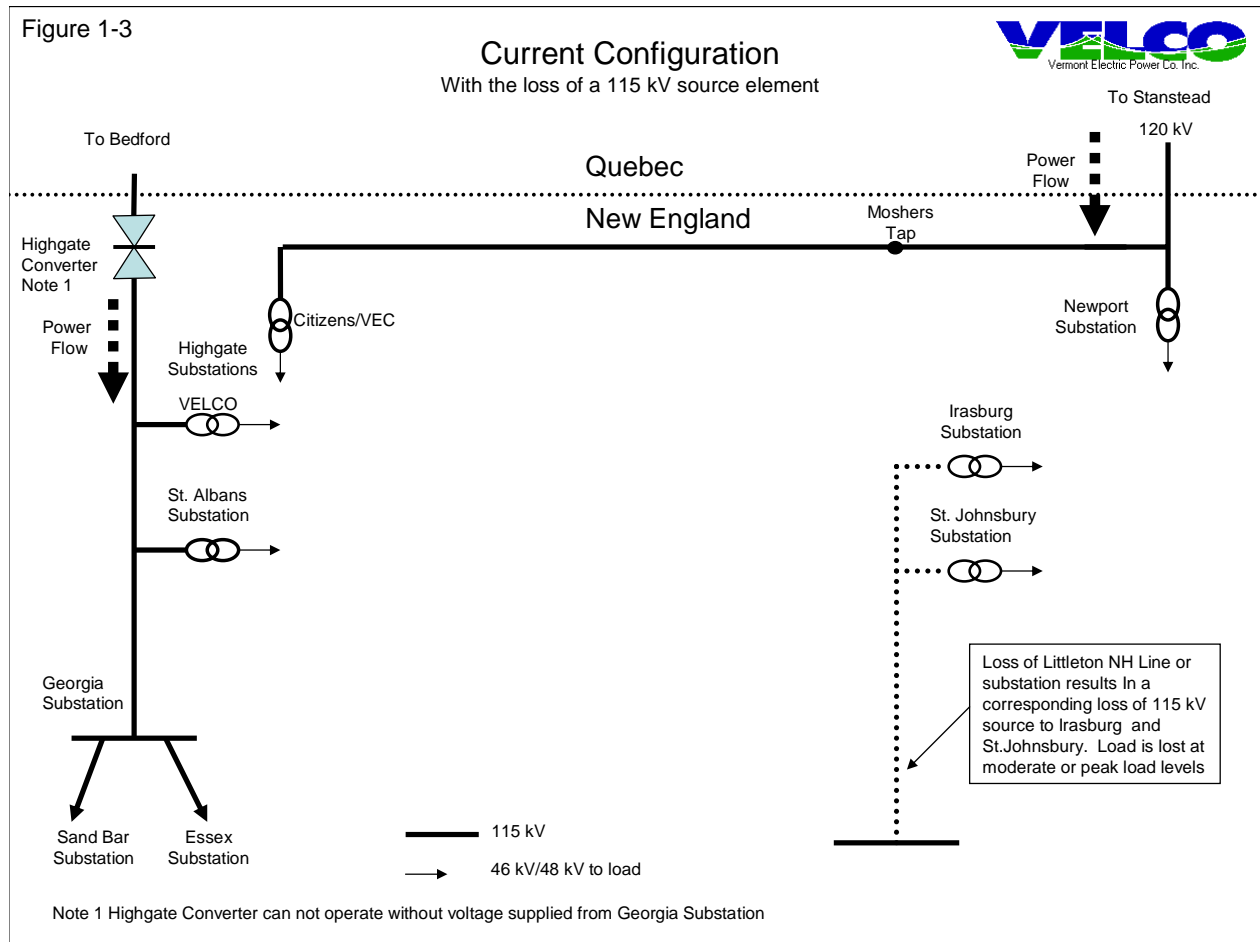 Figure 1-3
Current Configuration
With the loss of a 115 kV source element
VELCO
Vermont Electric Power Co. Inc.
To Stanstead
120 kV
To Bedford
Quebec
Power
Flow
New England
Moshers
Tap
Highgate
Converter
Note 1
Newport
Substation
Citizens/VEC
Power
Flow
Highgate
Substations
VELCO
Irasburg
Substation
St. Albans
Substation
St. Johnsbury
Substation
Loss of Littleton NH Line or
substation results In a
corresponding loss of 115 kV
source to Irasburg and
St.Johnsbury. Load is lost at
moderate or peak load levels
Georgia
Substation
Sand Bar
Substation
Essex
Substation
115 kV
46 kV/48 kV to load
Note 1 Highgate Converter can not operate without voltage supplied from Georgia Substation